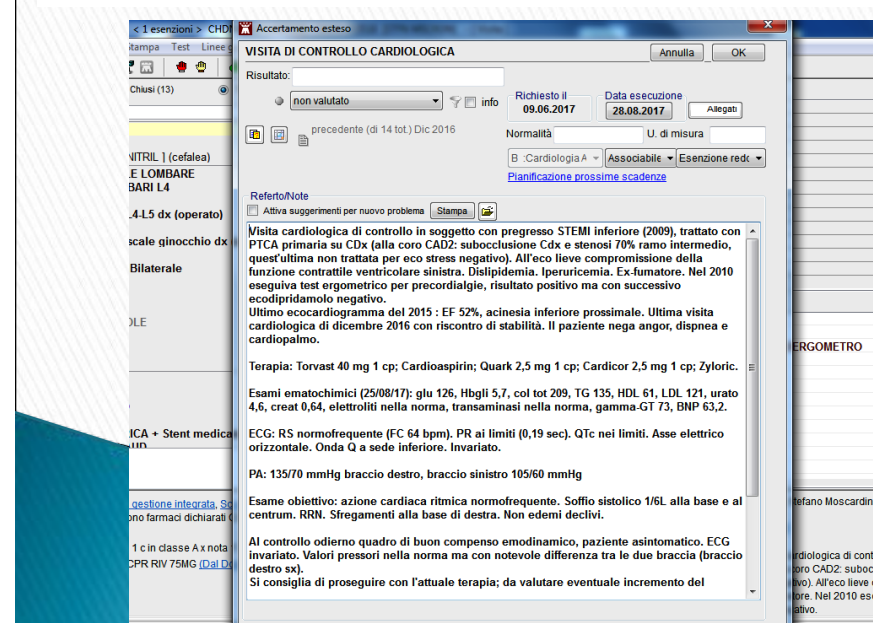 < 1 esenzioni > CHD
Accertamento esteso
Stampa Test Linee g
VISITA DI CONTROLLO CARDIOLOGICA
Annulla OK
Chiusi (13)
Risultato:
non valutato
info
Richiesto il
09.06.2017
Data esecuzione
28.08.2017
Allegati
precedente (di 14 tot.) Dic 2016
Normalità
U. di misura
B :Cardiologia A
Associabile
Esenzione redc
Pianificazione prossime scadenze
NITRIL ] (cefalea)
E LOMBARE
BARI L4
L4-L5 dx (operato)
scale ginocchio dx
Bilaterale
OLE
ICA + Stent medica
gestione integrata, Sc
ono farmaci dichiarati
1 c in classe A x nota
CPR RIV 75MG (Dal Do
Referto/Note
Attiva suggerimenti per nuovo problema Stampa
Visita cardiologica di controllo in soggetto con pregresso STEMI inferiore (2009), trattato con
PTCA primaria su CDx (alla coro CAD2: subocclusione Cdx e stenosi 70% ramo intermedio,
quest'ultima non trattata per eco stress negativo). All'eco lieve compromissione della
funzione contrattile ventricolare sinistra. Dislipidemia. Iperuricemia. Ex-fumatore. Nel 2010
eseguiva test ergometrico per precordialgie, risultato positivo ma con successivo
ecodipridamolo negativo.
Ultimo ecocardiogramma del 2015 : EF 52%, acinesia inferiore prossimale. Ultima visita
cardiologica di dicembre 2016 con riscontro di stabilità. Il paziente nega angor, dispnea e
cardiopalmo.
Terapia: Torvast 40 mg 1 cp; Cardioaspirin; Quark 2,5 mg 1 cp; Cardicor 2,5 mg 1 cp; Zyloric.
Esami ematochimici (25/08/17): glu 126, Hbgli 5,7, col tot 209, TG 135, HDL 61, LDL 121, urato
4,6, creat 0,64, elettroliti nella norma, transaminasi nella norma, gamma-GT 73, BNP 63,2.
ECG: RS normofrequente (FC 64 bpm). PR ai limiti (0,19 sec). QTc nei limiti. Asse elettrico
orizzontale. Onda Q a sede inferiore. Invariato.
PA: 135/70 mmHg braccio destro, braccio sinistro 105/60 mmHg
Esame obiettivo: azione cardiaca ritmica normofrequente. Soffio sistolico 1/6L alla base e al
centrum. RRN. Sfregamenti alla base di destra. Non edemi declivi.
Al controllo odierno quadro di buon compenso emodinamico, paziente asintomatico. ECG
invariato. Valori pressori nella norma ma con notevole differenza tra le due braccia (braccio
destro sx).
Si consiglia di proseguire con l'attuale terapia; da valutare eventuale incremento del
ERGOMETRO
tefano Moscardin
rdiologica di cont
oro CAD2: suboc
tivo). All'eco lieve
tore. Nel 2010 es
ativo.